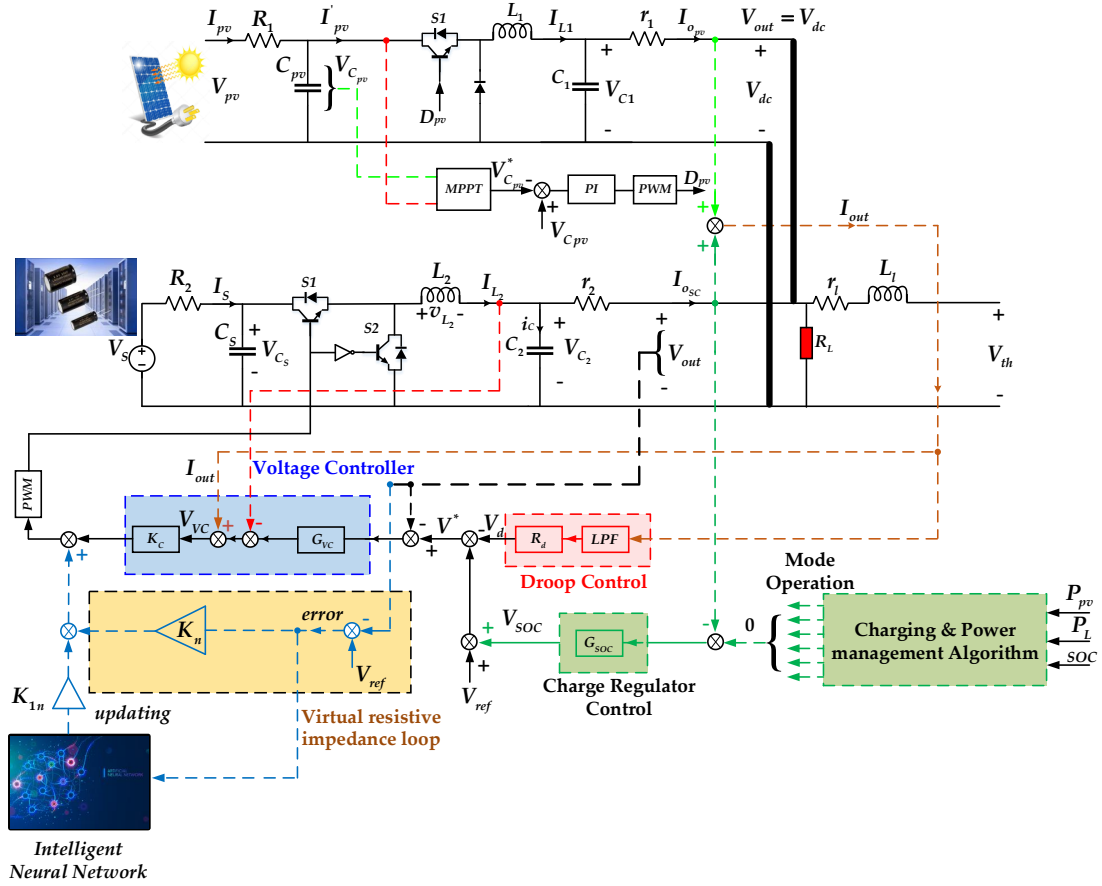 I_pv R_1 I'_pv S1 L_1 I_L1 r_1 I_o_pv V_out = V_dc
V_pv C_pv V_C_pv D_pv C_1 + V_C1 - + V_dc -
MPPT V*_C_pv - + PI PWM D_pv
V_Cpv
+ + I_out
R_2 I_S S1 L_2 I_L_2 r_2 I_o_SC r_l L_l
+ v_L_2 -
V_S + - C_S + V_C_S - S2 i_C C_2 + V_C_2 - + V_out - R_L + V_th -
I_out Voltage Controller
PWM
K_C V_VC + - G_VC - + V* - V_d R_d LPF
Droop Control
Mode
Operation
+ K_n error - V_ref
V_SOC + + V_ref G_SOC - 0
Charge Regulator
Control
Charging & Power
management Algorithm
P_pv
P_L
SOC
K_1n updating
Virtual resistive
impedance loop
Intelligent
Neural Network